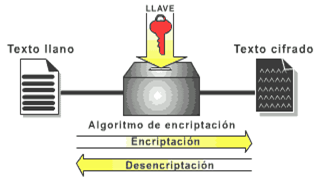 LLAVE
Texto llano
Texto cifrado
Algoritmo de encriptación
Encriptación
Desencriptación